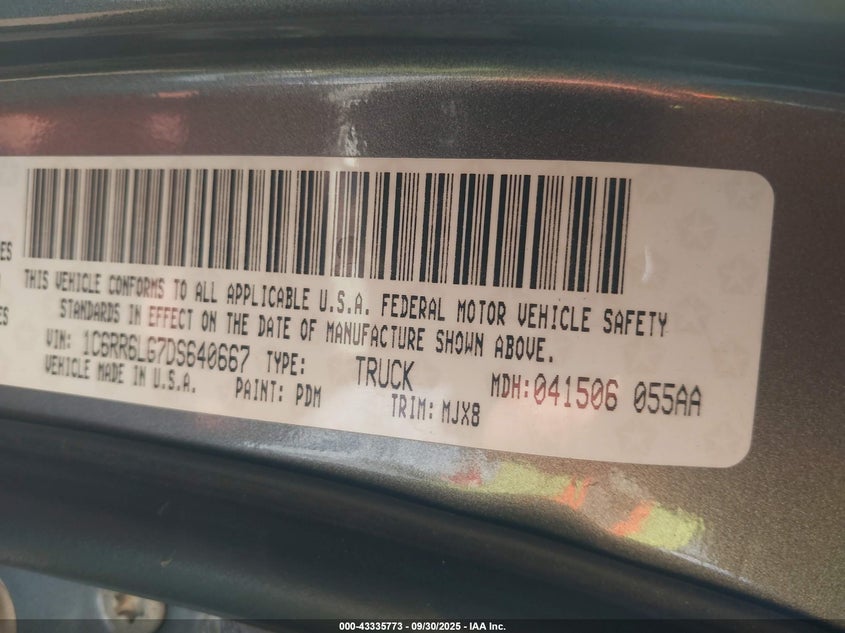 ES
ES
THIS VEHICLE CONFORMS TO ALL APPLICABLE U.S.A. FEDERAL MOTOR VEHICLE SAFETY
STANDARDS IN EFFECT ON THE DATE OF MANUFACTURE SHOWN ABOVE.
VIN: 1C6RR6LG7DS640667 TYPE: TRUCK MDH:041506 055AA
VEHICLE MADE IN U.S.A. PAINT: PDM TRIM: MJX8
000-43335773 - 09/30/2025 - IAA Inc.